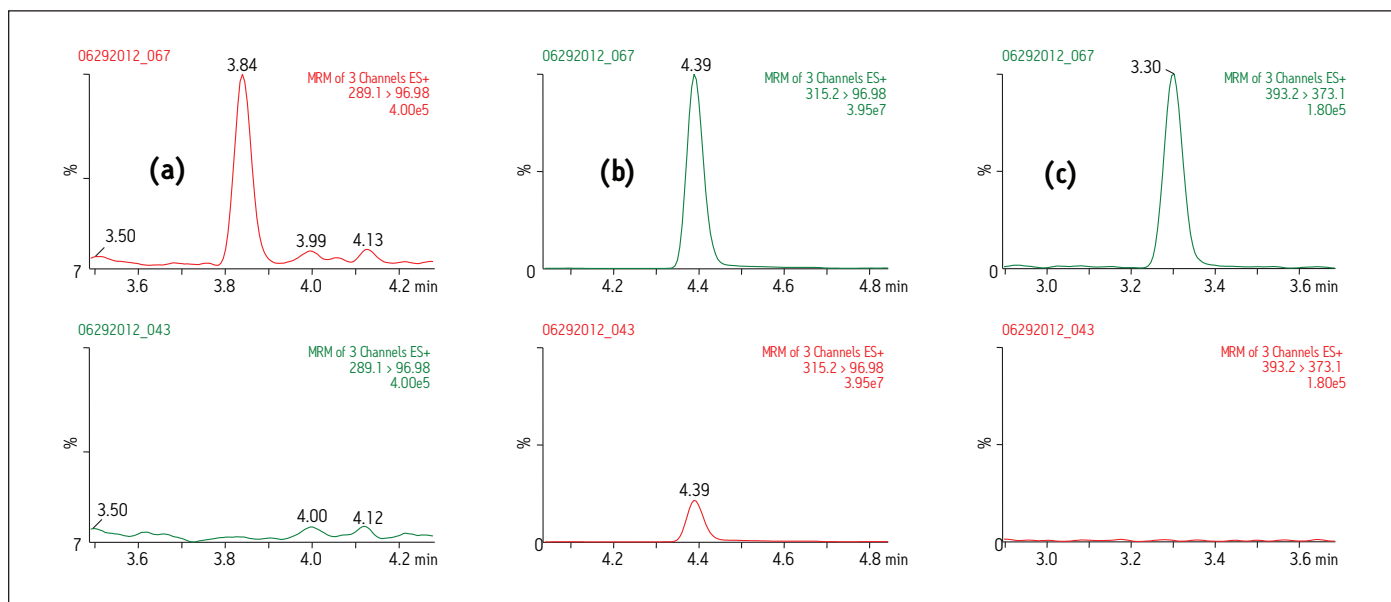 06292012_067
3.84
MRM of 3 Channels ES+
289.1 > 96.98
4.00e5
%
(a)
3.50
3.99
4.13
7
3.6
3.8
4.0
4.2 min
06292012_067
4.39
MRM of 3 Channels ES+
315.2 > 96.98
3.95e7
%
(b)
0
4.2
4.4
4.6
4.8 min
06292012_067
3.30
MRM of 3 Channels ES+
393.2 > 373.1
1.80e5
%
(c)
0
3.0
3.2
3.4
3.6 min
06292012_043
MRM of 3 Channels ES+
289.1 > 96.98
4.00e5
%
3.50
4.00
4.12
7
3.6
3.8
4.0
4.2 min
06292012_043
MRM of 3 Channels ES+
315.2 > 96.98
3.95e7
%
4.39
0
4.2
4.4
4.6
4.8 min
06292012_043
MRM of 3 Channels ES+
393.2 > 373.1
1.80e5
%
0
3.0
3.2
3.4
3.6 min